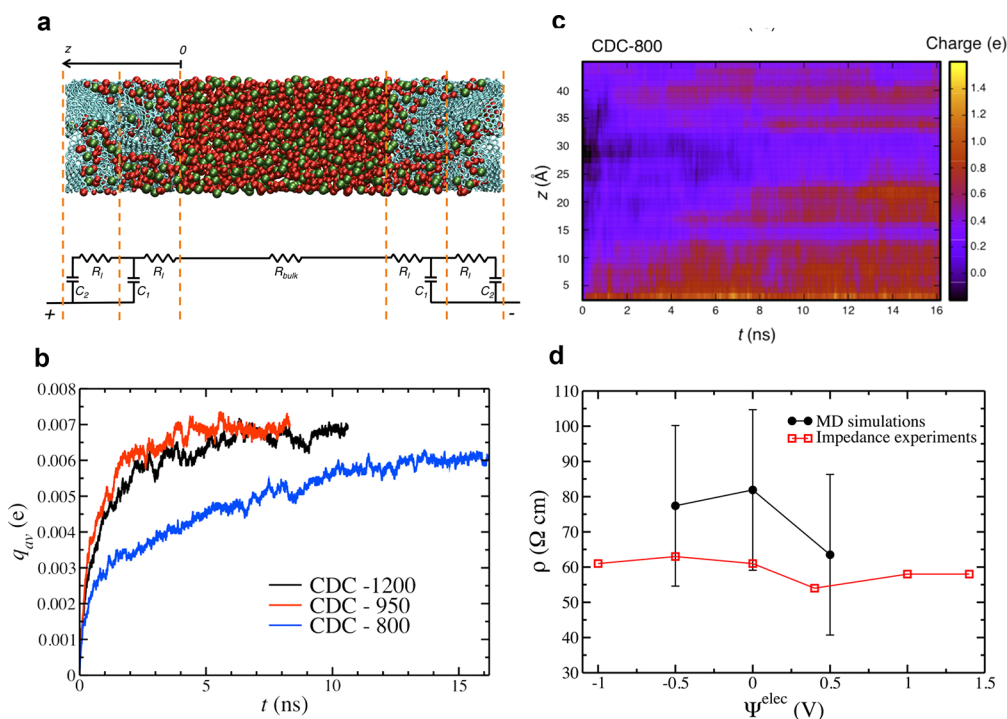 a
z
0
R_l
R_l
R_bulk
R_l
R_l
C_2
C_1
C_1
C_2
+
-
b
0.008
0.007
0.006
0.005
0.004
0.003
0.002
0.001
0
q_av (e)
CDC -1200
CDC - 950
CDC - 800
0
5
10
15
t (ns)
c
CDC-800
Charge (e)
40
35
30
25
20
15
10
5
z (Å)
0 2 4 6 8 10 12 14 16
t (ns)
1.4
1.2
1.0
0.8
0.6
0.4
0.2
0.0
d
110
100
90
80
70
60
50
40
30
ρ (Ω cm)
MD simulations
Impedance experiments
-1 -0.5 0 0.5 1 1.5
Ψ^elec (V)